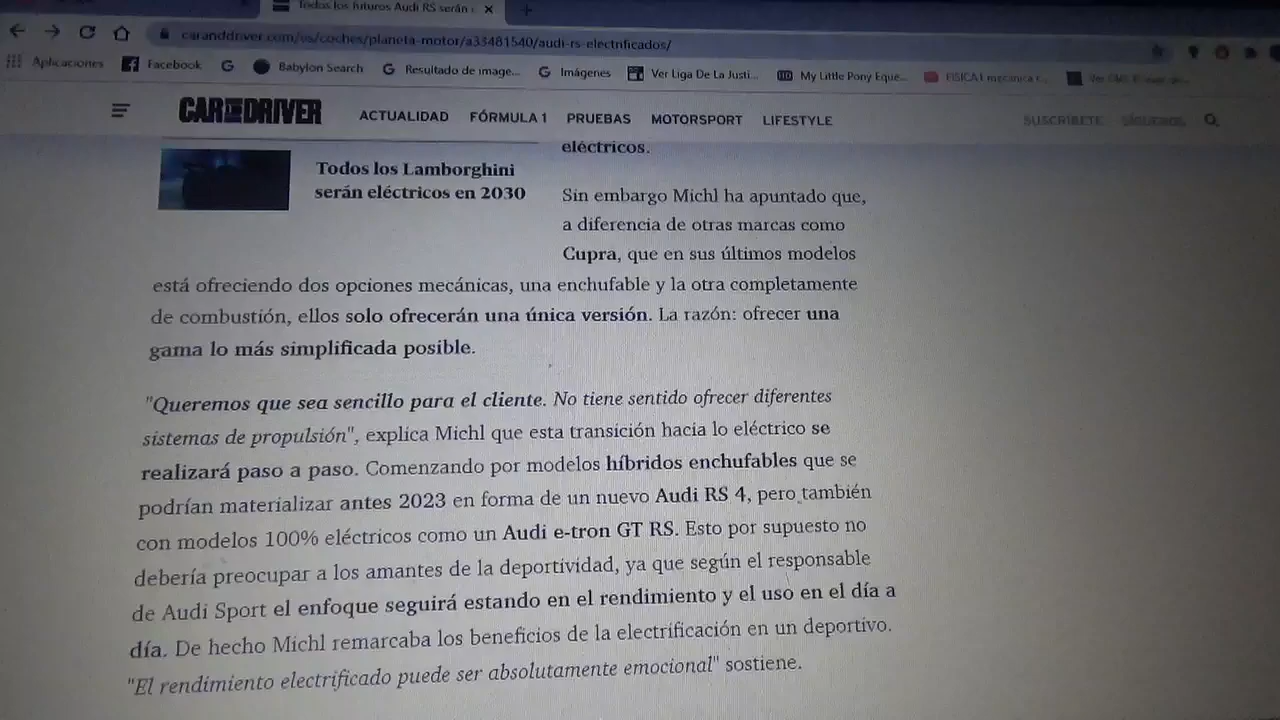 Todos los futuros Audi RS serán
caranddriver.com/es/coches/planeta-motor/a33481540/audi-rs-electrificados/
Aplicaciones Facebook Babylon Search Resultado de image... Imágenes Ver Liga De La Justi... My Little Pony Eque...
CAR AND DRIVER ACTUALIDAD FÓRMULA 1 PRUEBAS MOTORSPORT LIFESTYLE SUSCRÍBETE SÍGUENOS
Todos los Lamborghini
serán eléctricos en 2030
eléctricos.
Sin embargo Michl ha apuntado que,
a diferencia de otras marcas como
Cupra, que en sus últimos modelos
está ofreciendo dos opciones mecánicas, una enchufable y la otra completamente
de combustión, ellos solo ofrecerán una única versión. La razón: ofrecer una
gama lo más simplificada posible.
"Queremos que sea sencillo para el cliente. No tiene sentido ofrecer diferentes
sistemas de propulsión", explica Michl que esta transición hacia lo eléctrico se
realizará paso a paso. Comenzando por modelos híbridos enchufables que se
podrían materializar antes 2023 en forma de un nuevo Audi RS 4, pero también
con modelos 100% eléctricos como un Audi e-tron GT RS. Esto por supuesto no
debería preocupar a los amantes de la deportividad, ya que según el responsable
de Audi Sport el enfoque seguirá estando en el rendimiento y el uso en el día a
día. De hecho Michl remarcaba los beneficios de la electrificación en un deportivo.
"El rendimiento electrificado puede ser absolutamente emocional" sostiene.